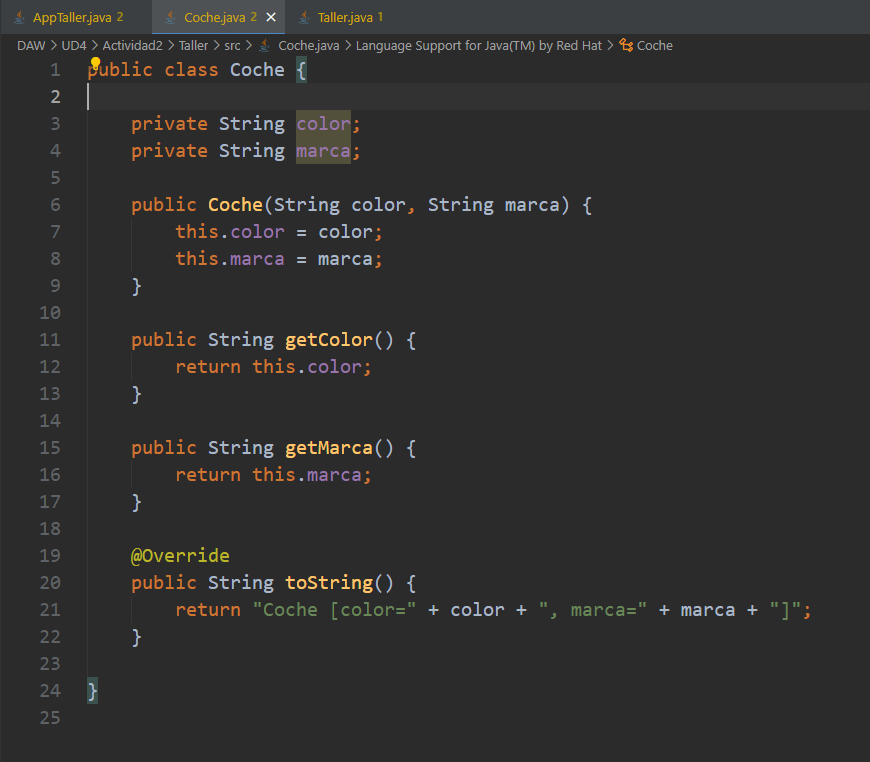 AppTaller.java 2 Coche.java 2 × Taller.java 1
DAW > UD4 > Actividad2 > Taller > src > Coche.java > Language Support for Java(TM) by Red Hat > Coche
1 public class Coche {
2
3     private String color;
4     private String marca;
5
6     public Coche(String color, String marca) {
7         this.color = color;
8         this.marca = marca;
9     }
10
11     public String getColor() {
12         return this.color;
13     }
14
15     public String getMarca() {
16         return this.marca;
17     }
18
19     @Override
20     public String toString() {
21         return "Coche [color=" + color + ", marca=" + marca + "]";
22     }
23
24 }
25